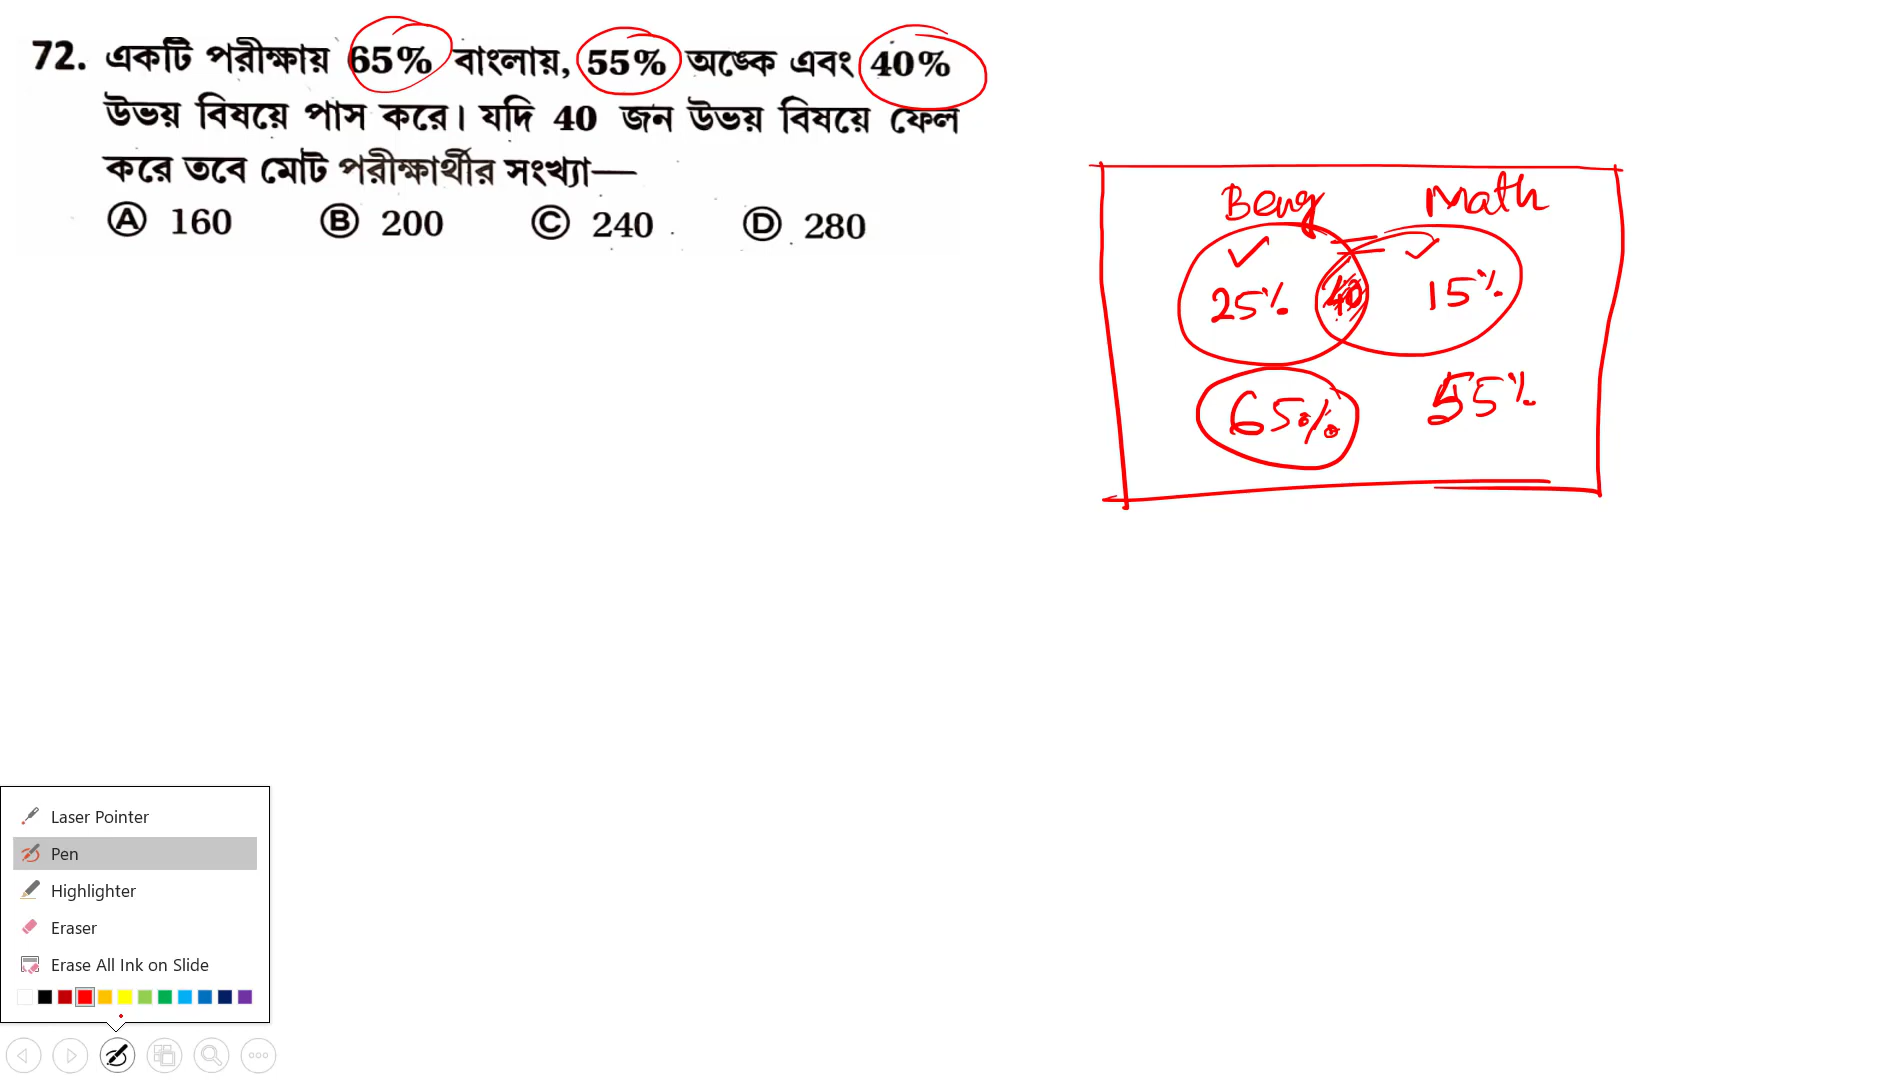 72. একটি পরীক্ষায় 65% বাংলায়, 55% অঙ্কে এবং 40%
উভয় বিষয়ে পাস করে। যদি 40 জন উভয় বিষয়ে ফেল
করে তবে মোট পরীক্ষার্থীর সংখ্যা—
Ⓐ 160 Ⓑ 200 Ⓒ 240 Ⓓ 280
Beng Math
25% 40 15%
65% 55%
Laser Pointer
Pen
Highlighter
Eraser
Erase All Ink on Slide